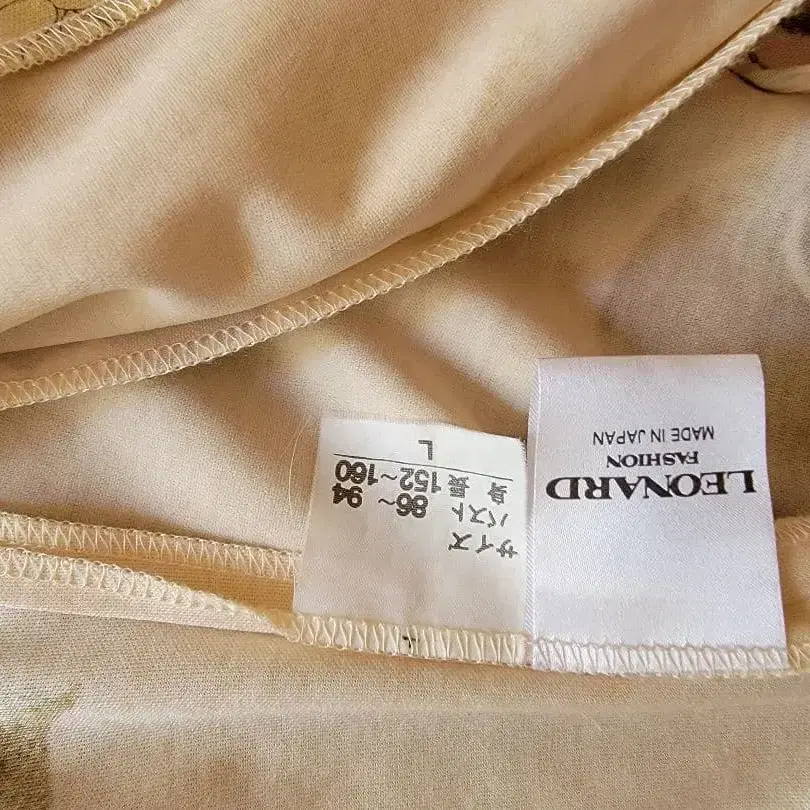 LEONARD
FASHION
MADE IN JAPAN
サイズ
バスト 86~94
身長 152~160
L